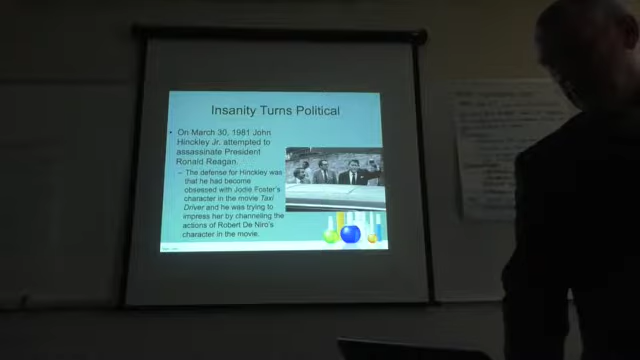 Insanity Turns Political
• On March 30, 1981 John
Hinckley Jr. attempted to
assassinate President
Ronald Reagan.
– The defense for Hinckley was
that he had become
obsessed with Jodie Foster's
character in the movie Taxi
Driver and he was trying to
impress her by channeling the
actions of Robert De Niro's
character in the movie.